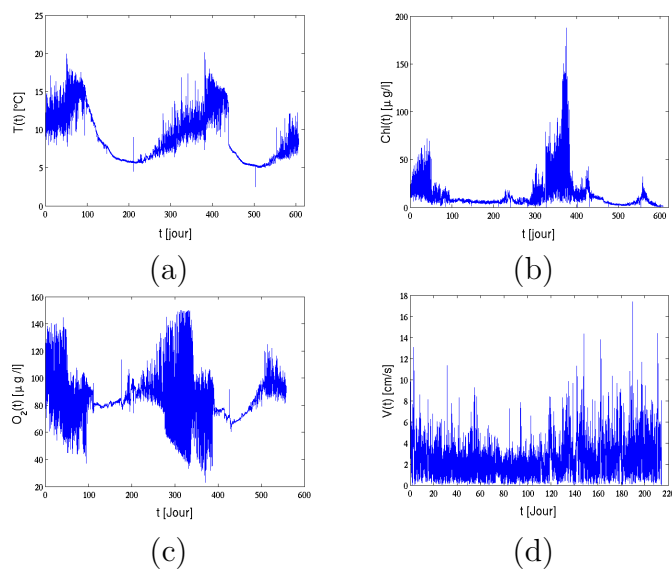 25
20
15
10
5
0
0 100 200 300 400 500 600
T(t) [°C]
t [jour]
(a)
200
150
100
50
0
0 100 200 300 400 500 600
Chl(t) [μ g/l]
t [jour]
(b)
160
140
120
100
80
60
40
20
0 100 200 300 400 500 600
O2(t) [μ g /l]
t [Jour]
(c)
18
16
14
12
10
8
6
4
2
0
0 20 40 60 80 100 120 140 160 180 200 220
V(t) [cm/s]
t [Jour]
(d)